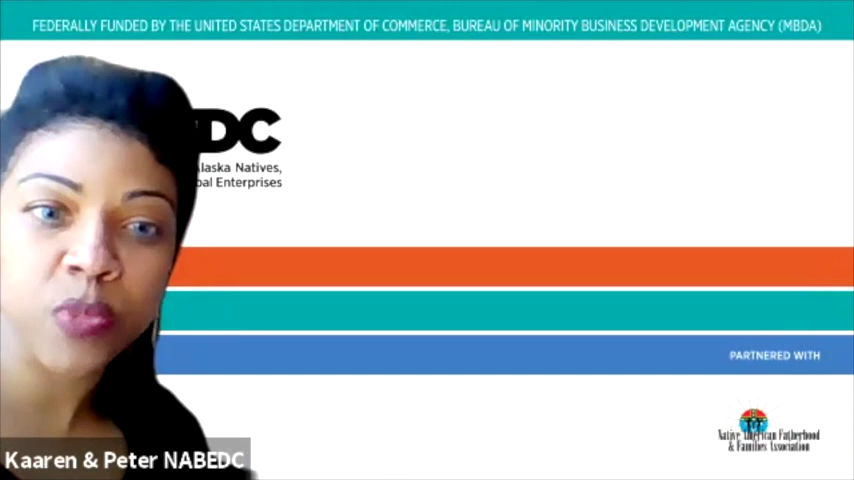 FEDERALLY FUNDED BY THE UNITED STATES DEPARTMENT OF COMMERCE, BUREAU OF MINORITY BUSINESS DEVELOPMENT AGENCY (MBDA)
DC
laska Natives,
bal Enterprises
PARTNERED WITH
Native American Fatherhood
& Families Association
Kaaren & Peter NABEDC